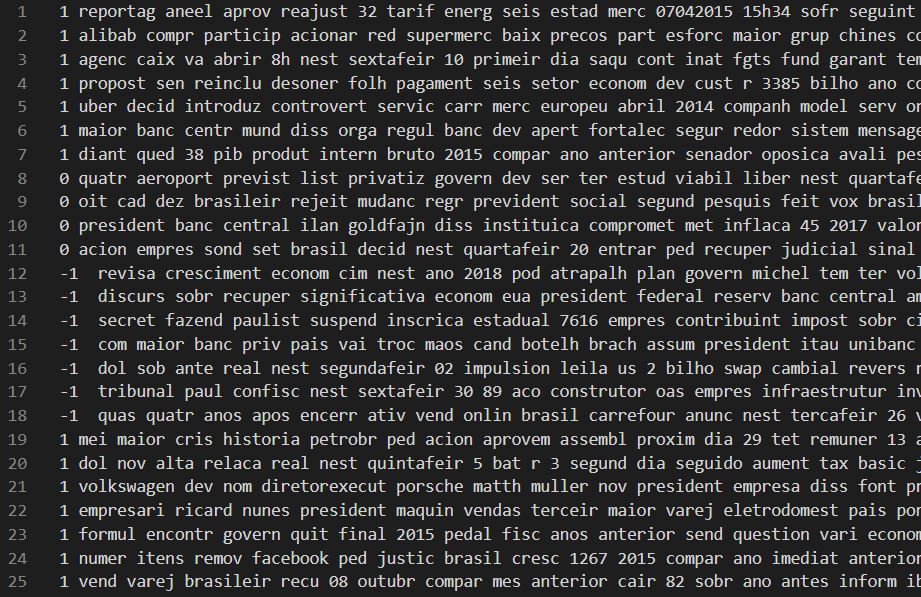 1 1 reportag aneel aprov reajust 32 tarif energ seis estad merc 07042015 15h34 sofr seguint
2 1 alibab compr particip acionar red supermerc baix precos part esforc maior grup chines
3 1 agenc caix va abrir 8h nest sextafeir 10 primeir dia saqu cont inat fgts fund garant
4 1 propost sen reinclu desoner folh pagament seis setor econom dev cust r 3385 bilho ano
5 1 uber decid introduz controvert servic carr merc europeu abril 2014 companh model serv
6 1 maior banc centr mund diss orga regul banc dev apert fortalec segur redor sistem mensage
7 1 diant qued 38 pib produt intern bruto 2015 compar ano anterior senador oposica avali pes
8 0 quatr aeroport previst list privatiz govern dev ser ter estud viabil liber nest quartafe
9 0 oit cad dez brasileir rejeit mudanc regr previdend social segund pesquis feit vox brasil
10 0 president banc central ilan goldfajn diss instituica compromet met inflaca 45 2017 valor
11 0 acion empres sond set brasil decid nest quartafeir 20 entrar ped recuper judicial sinal
12 -1 revisa cresciment econom cim nest ano 2018 pod atrapalh plan govern michel tem ter vol
13 -1 discurs sobr recuper significativa econom eua president federal reserv banc central am
14 -1 secret fazend paulist suspend inscrica estadual 7616 empres contribuint impost sobr ci
15 -1 com maior banc priv pais vai troc maos cand botelh brach assum president itau unibanc
16 -1 dol sob ante real nest segundafeir 02 impulsion leila us 2 bilho swap cambial revers
17 -1 tribunal paul confisc nest sextafeir 30 89 aco construtor oas empres infraestrutur inv
18 -1 quas quatr anos apos encerr ativ vend onlin brasil carrefour anunc nest tercafeir 26
19 1 mei maior cris historia petrobr ped acion aprovem assembl proxim dia 29 tet remuner 13
20 1 dol nov alta relaca real nest quintafeir 5 bat r 3 segund dia seguido aument tax basic
21 1 volkswagen dev nom diretorexecut porsche matth muller nov president empresa diss font
22 1 empresari ricard nunes president maquin vendas terceir maior varej eletrodomest pais por
23 1 formul encontr govern quit final 2015 pedal fisc anos anterior send question vari econom
24 1 numer itens remov facebook ped justic brasil cresc 1267 2015 compar ano imediat anterior
25 1 vend varej brasileir recu 08 outubr compar mes anterior cair 82 sobr ano antes inform